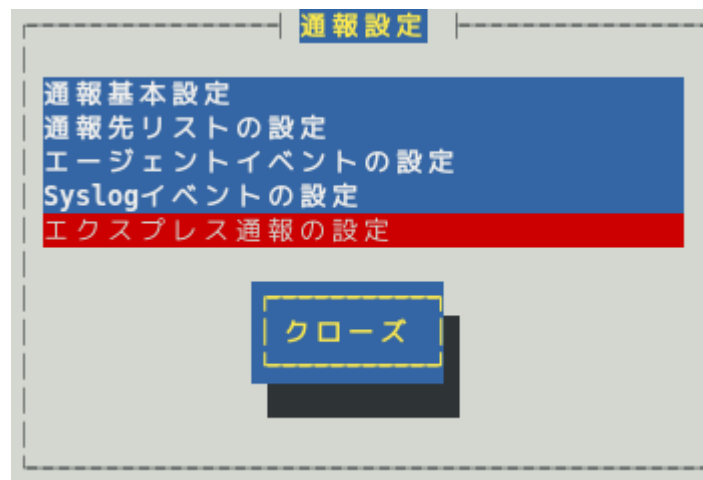 通報設定
通報基本設定
通報先リストの設定
エージェントイベントの設定
Syslogイベントの設定
エクスプレス通報の設定
クローズ